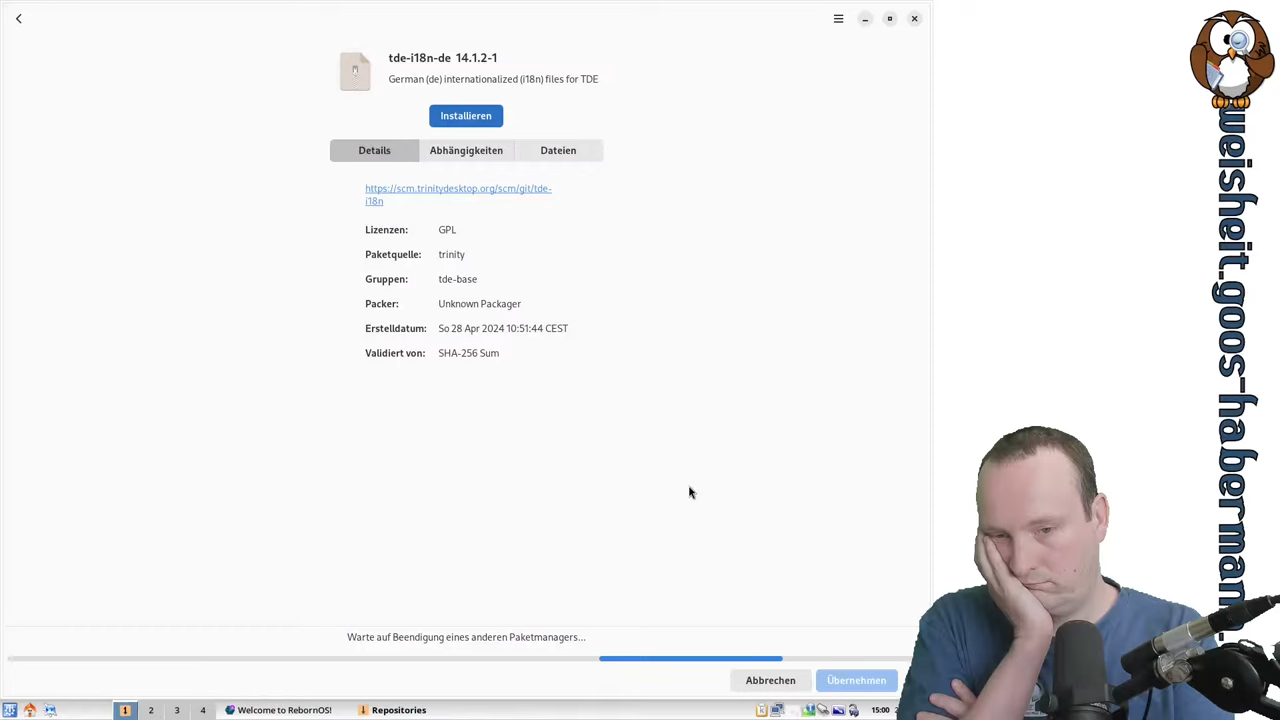 tde-i18n-de 14.1.2-1
German (de) internationalized (i18n) files for TDE
Installieren
Details
Abhängigkeiten
Dateien
https://scm.trinitydesktop.org/scm/git/tde-
i18n
Lizenzen: GPL
Paketquelle: trinity
Gruppen: tde-base
Packer: Unknown Packager
Erstelldatum: So 28 Apr 2024 10:51:44 CEST
Validiert von: SHA-256 Sum
Warte auf Beendigung eines anderen Paketmanagers...
Abbrechen
Übernehmen
1 2 3 4
Welcome to RebornOS!
Repositories
15:00
weisheit_goos-habermann_